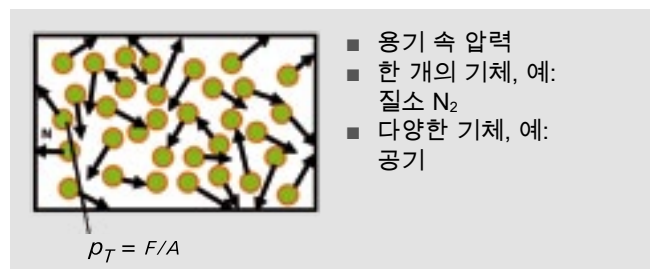 ■ 용기 속 압력
■ 한 개의 기체, 예:
질소 N₂
■ 다양한 기체, 예:
공기
N
p_T = F/A